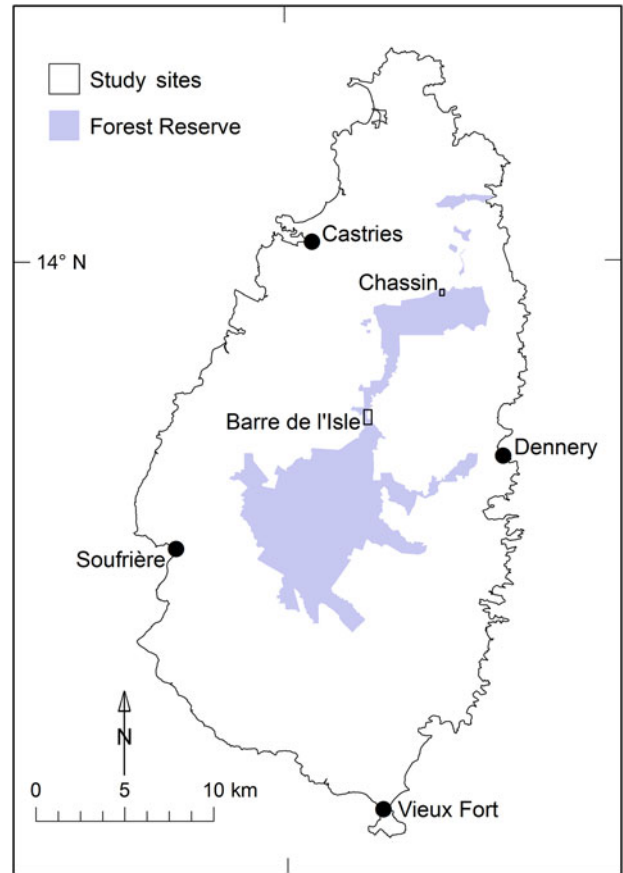 Study sites
Forest Reserve
Castries
14° N
Chassin
Barre de l'Isle
Dennery
Soufrière
N
0 5 10 km
Vieux Fort